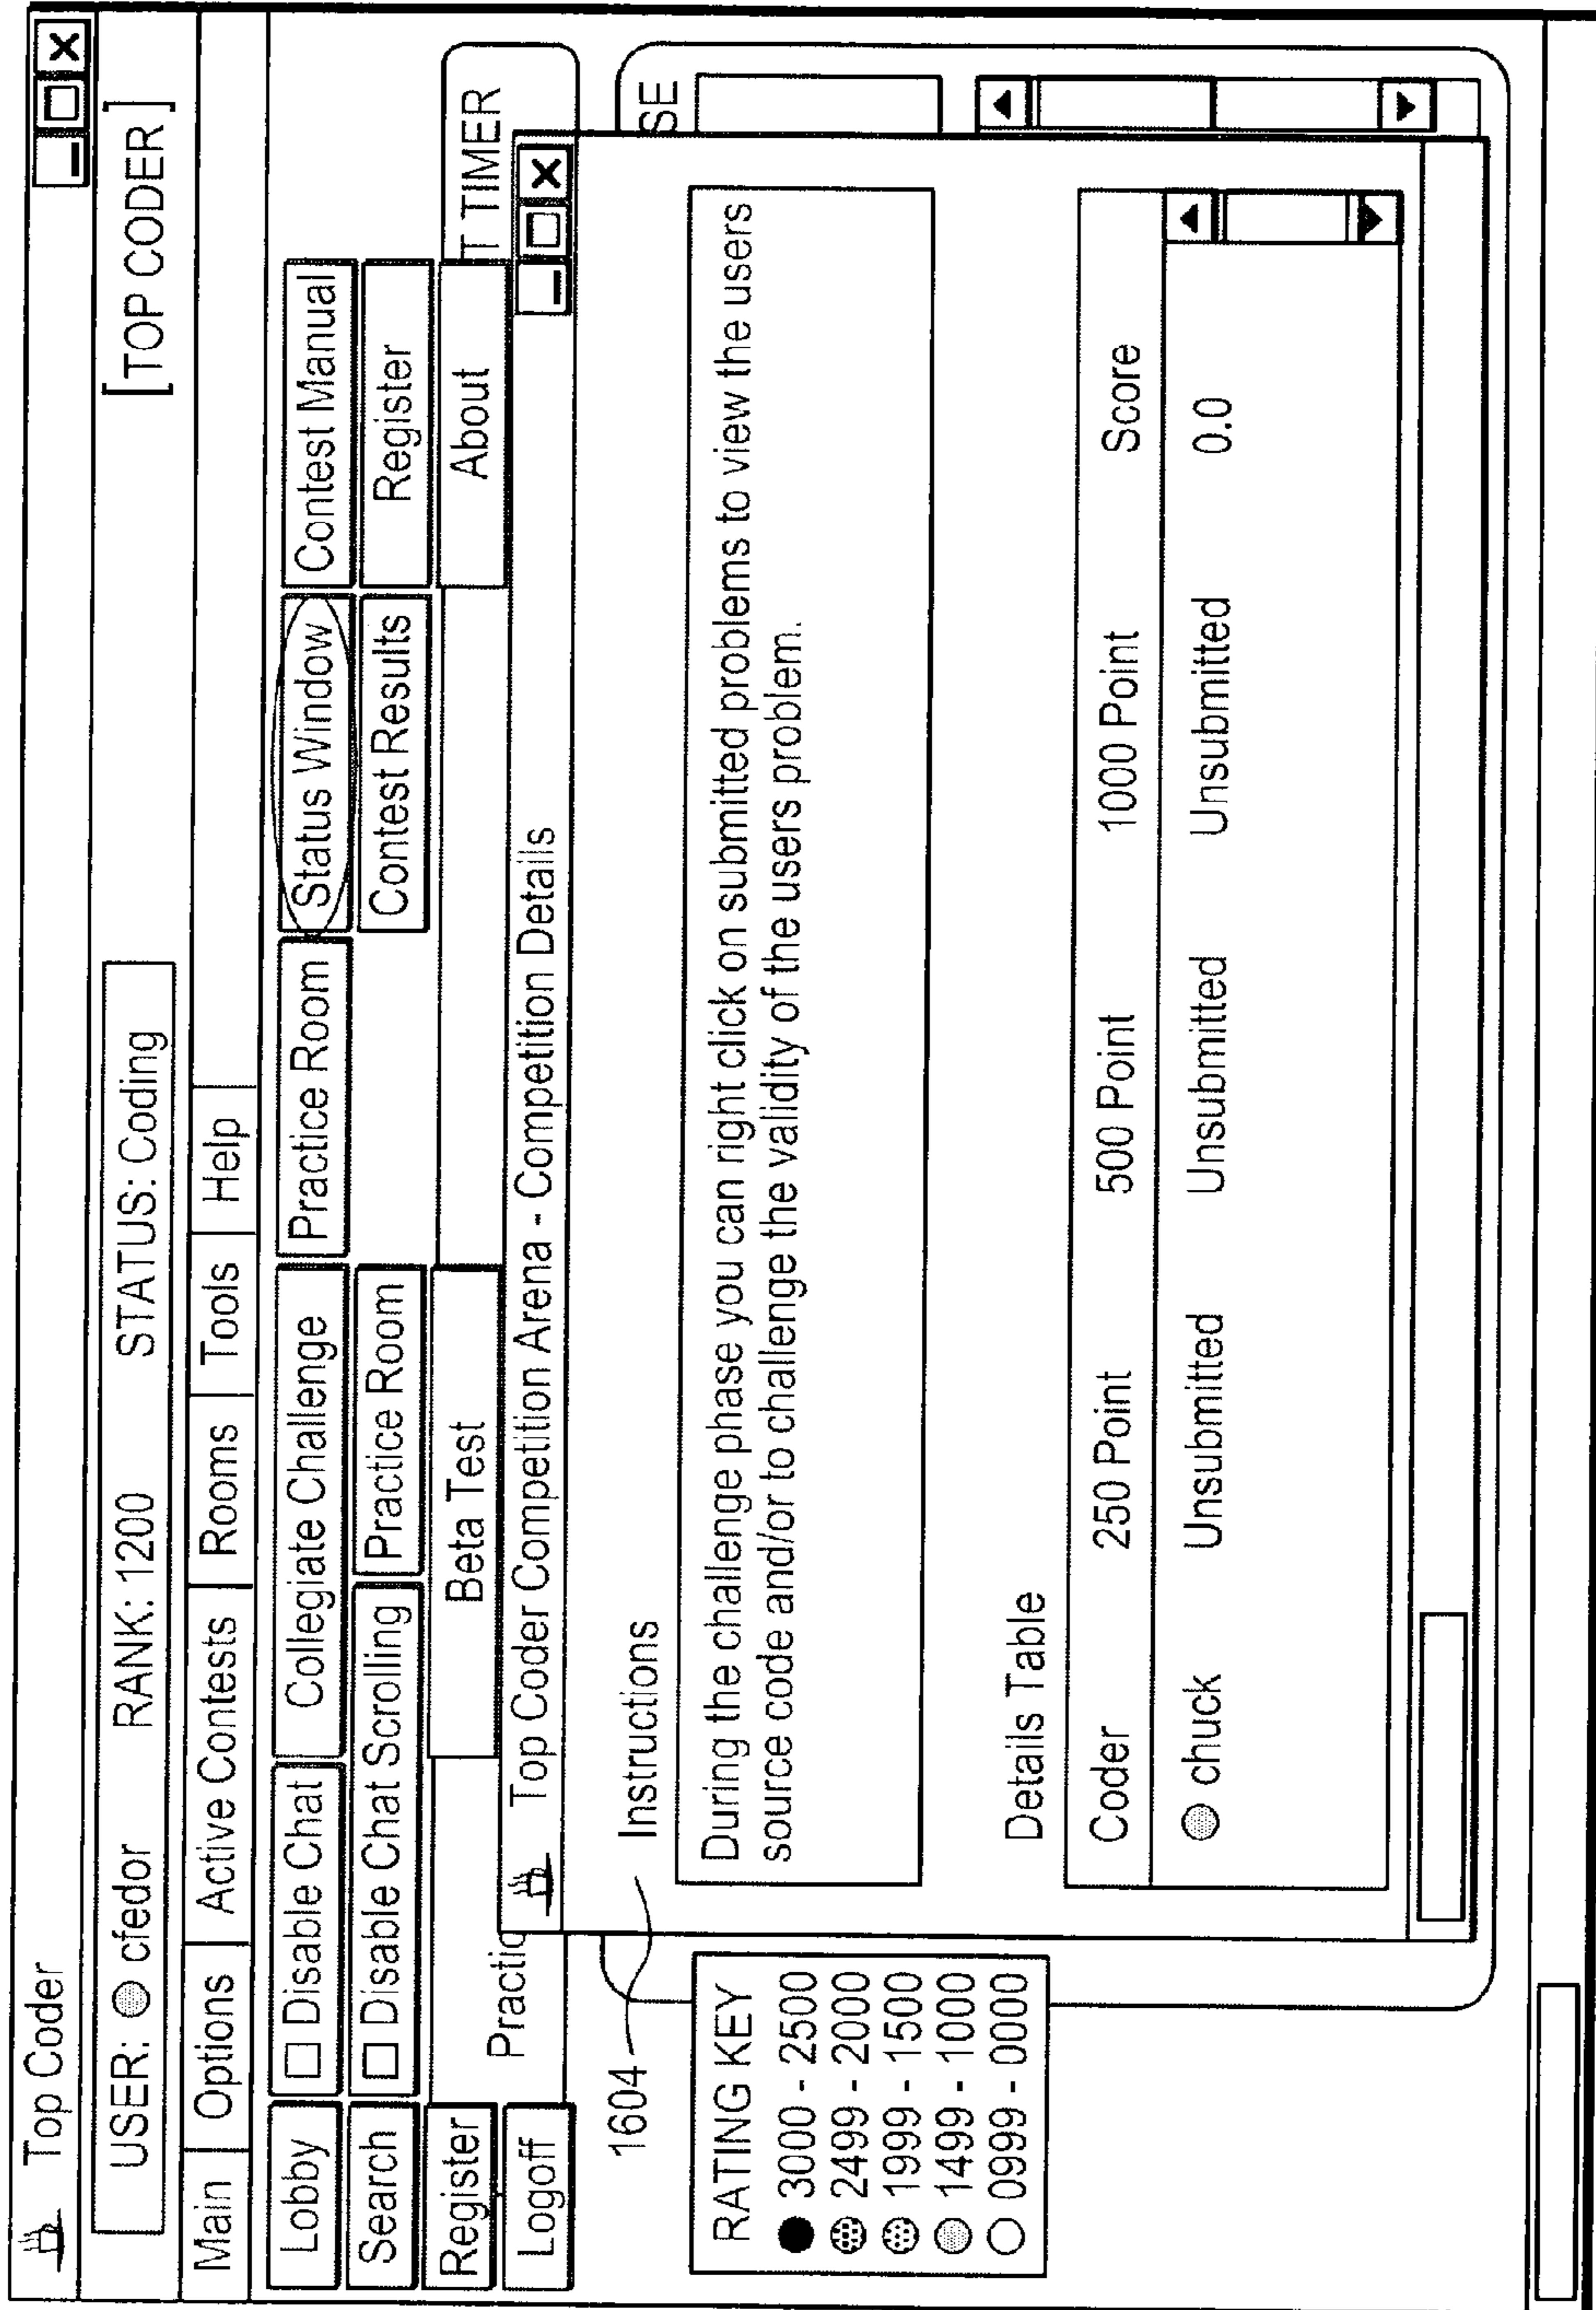 Top Coder
USER: cfedor RANK: 1200 STATUS: Coding [TOP CODER]
Main Options Active Contests Rooms Tools Help
Lobby Disable Chat Collegiate Challenge Practice Room Status Window Contest Manual
Search Disable Chat Scrolling Practice Room Contest Results Register
Register Beta Test About
Logoff Practic T TIMER
Top Coder Competition Arena - Competition Details
1604
Instructions
SE
During the challenge phase you can right click on submitted problems to view the users
source code and/or to challenge the validity of the users problem.
RATING KEY
3000 - 2500
2499 - 2000
1999 - 1500
1499 - 1000
0999 - 0000
Details Table
Coder 250 Point 500 Point 1000 Point Score
chuck Unsubmitted Unsubmitted Unsubmitted 0.0